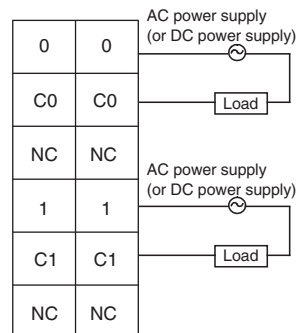 AC power supply
(or DC power supply)
0 0
C0 C0
Load
NC NC
AC power supply
(or DC power supply)
1 1
C1 C1
Load
NC NC